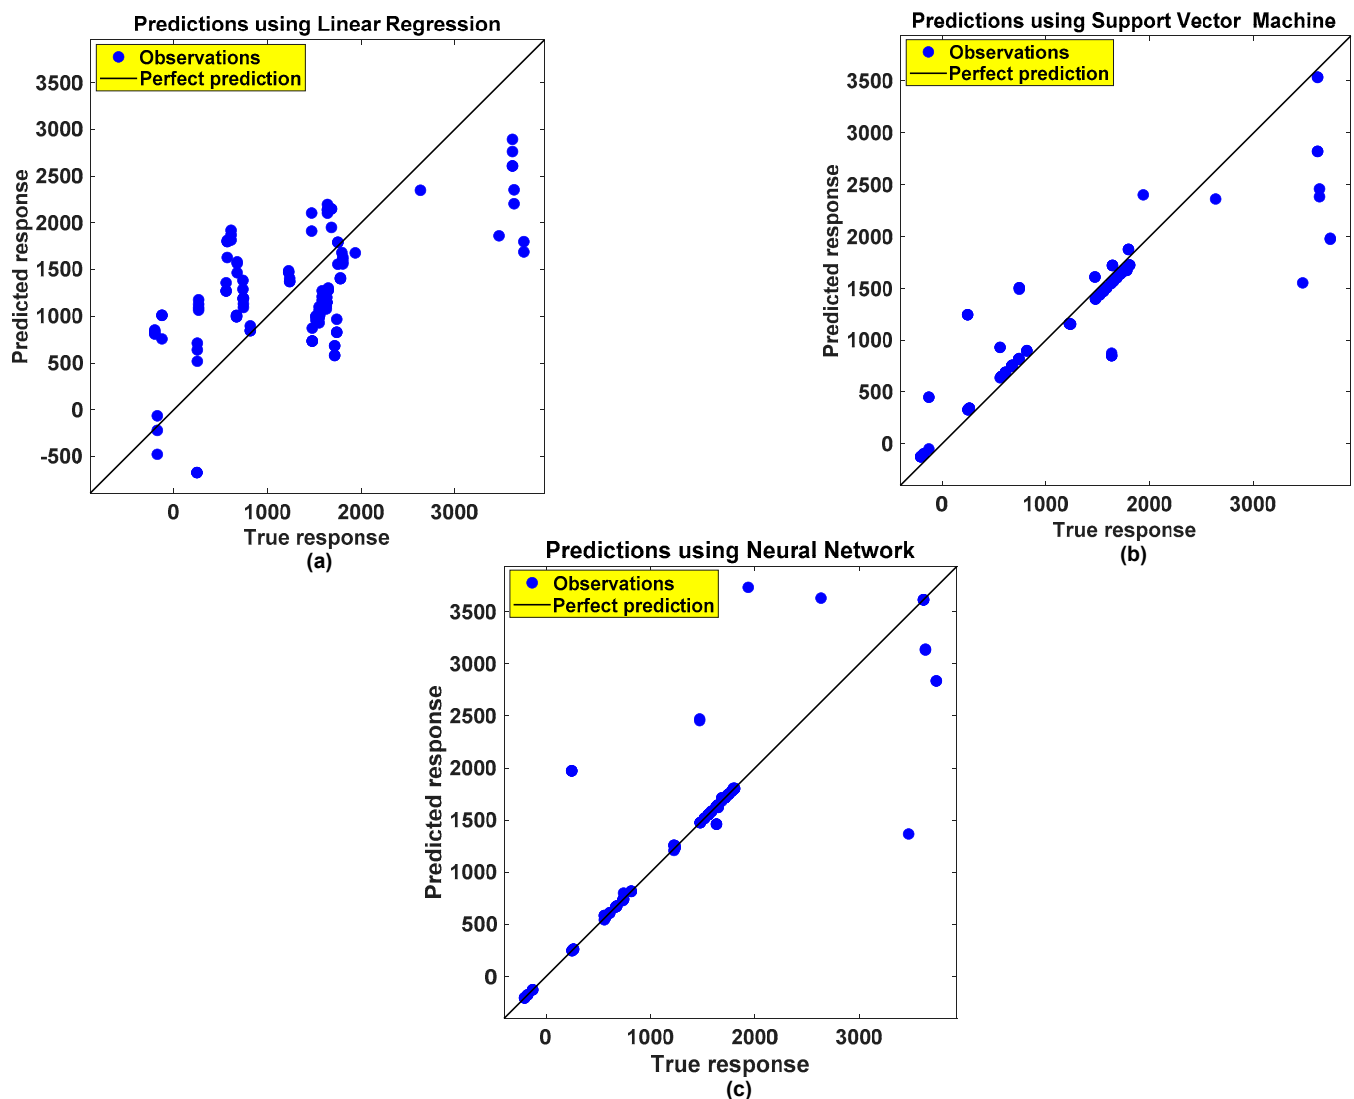 Predictions using Linear Regression
Observations
Perfect prediction
3500
3000
2500
2000
1500
1000
500
0
-500
Predicted response
0 1000 2000 3000
True response
(a)
Predictions using Support Vector Machine
Observations
Perfect prediction
3500
3000
2500
2000
1500
1000
500
0
Predicted response
0 1000 2000 3000
True response
(b)
Predictions using Neural Network
Observations
Perfect prediction
3500
3000
2500
2000
1500
1000
500
0
Predicted response
0 1000 2000 3000
True response
(c)